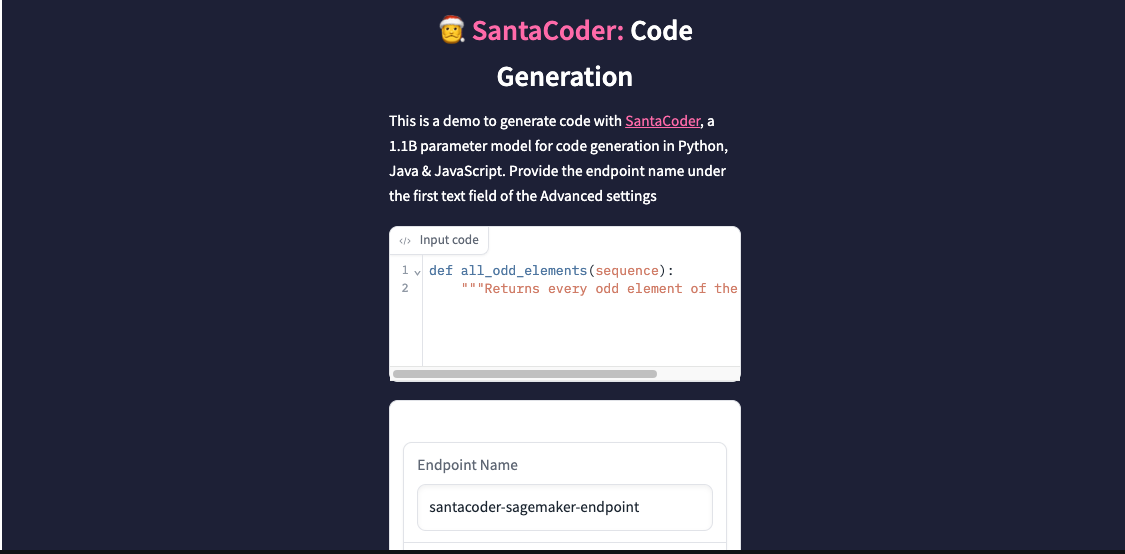 SantaCoder: Code
Generation
This is a demo to generate code with SantaCoder, a
1.1B parameter model for code generation in Python,
Java & JavaScript. Provide the endpoint name under
the first text field of the Advanced settings
</> Input code
1 def all_odd_elements(sequence):
2 """Returns every odd element of the
Endpoint Name
santacoder-sagemaker-endpoint